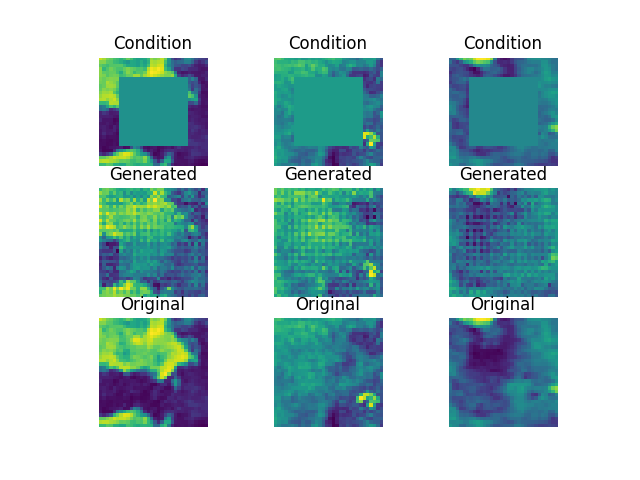 Condition Condition Condition
Generated Generated Generated
Original Original Original